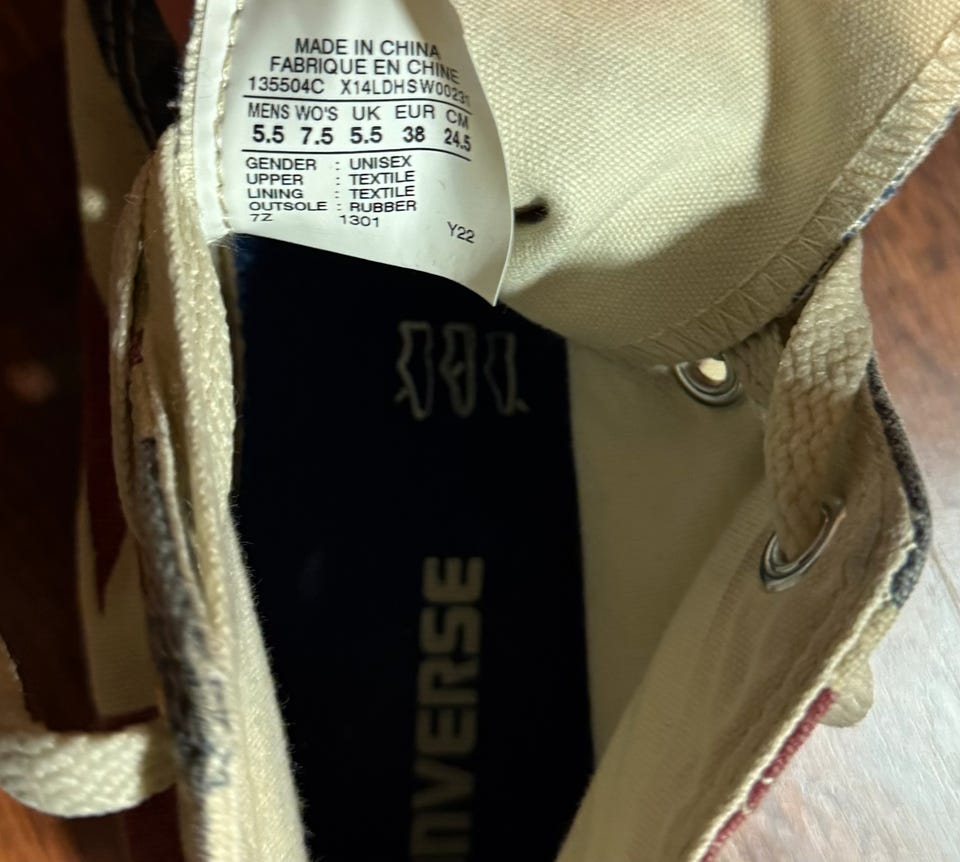 MADE IN CHINA
FABRIQUE EN CHINE
135504C X14LDHSW00231
MENS WO'S UK EUR CM
5.5 7.5 5.5 38 24.5
GENDER : UNISEX
UPPER : TEXTILE
LINING : TEXTILE
OUTSOLE : RUBBER
7Z 1301 Y22
NVERSE